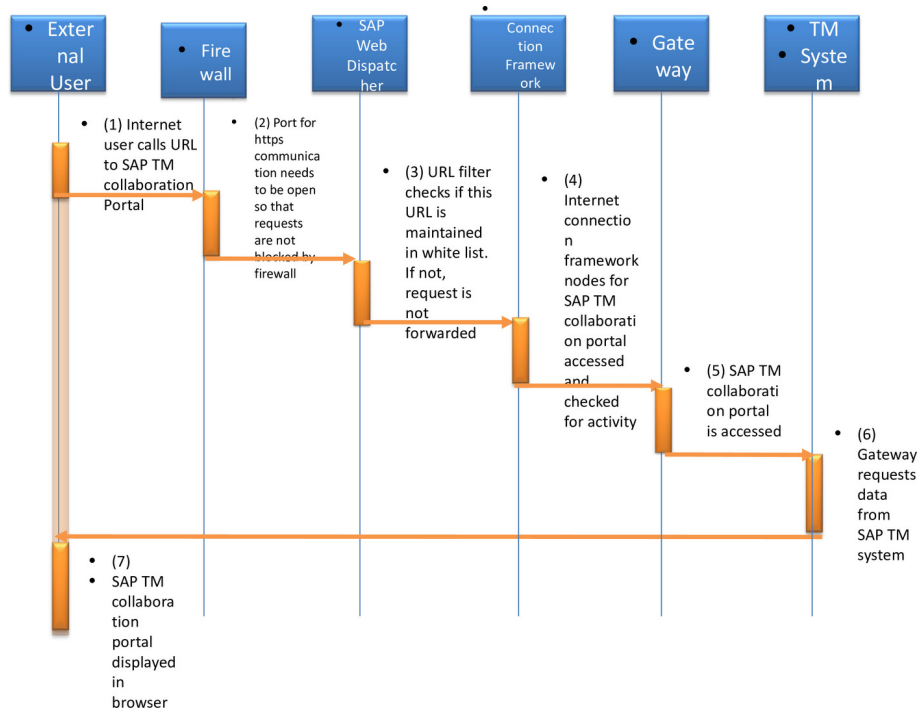 • Exter
nal
User
• Fire
wall
• SAP
Web
Dispatc
her
•
Connec
tion
Framew
ork
• Gate
way
• TM
• Syste
m
• (1) Internet
user calls URL
to SAP TM
collaboration
Portal
• (2) Port for
https
communica
tion needs
to be open
so that
requests
are not
blocked by
firewall
• (3) URL filter
checks if this
URL is
maintained
in white list.
If not,
request is
not
forwarded
• (4)
Internet
connectio
n
framework
nodes for
SAP TM
collaborati
on portal
accessed
and
checked
for activity
• (5) SAP TM
collaborati
on portal
is accessed
• (6)
Gateway
requests
data
from
SAP TM
system
• (7)
• SAP TM
collabora
tion
portal
displayed
in
browser